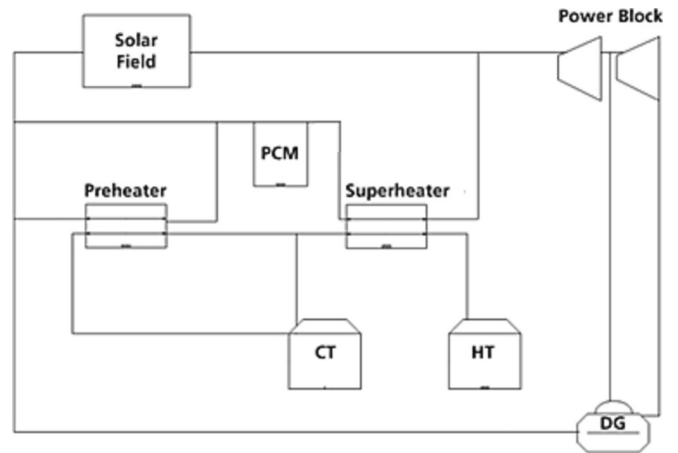 Power Block
Solar
Field
PCM
Preheater
Superheater
CT
HT
DG